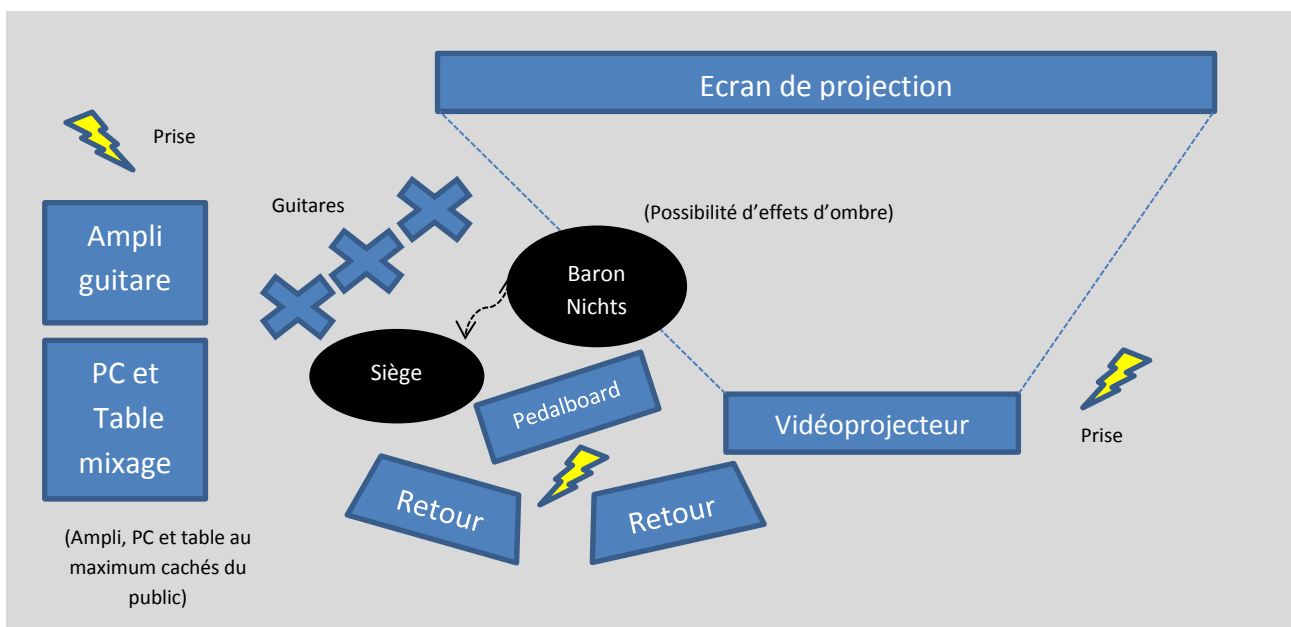 Ecran de projection
Prise
Guitares
(Possibilité d'effets d'ombre)
Ampli
guitare
Baron
Nichts
PC et
Table
mixage
Siège
Pedalboard
Vidéoprojecteur
Prise
Retour
Retour
(Ampli, PC et table au
maximum cachés du
public)